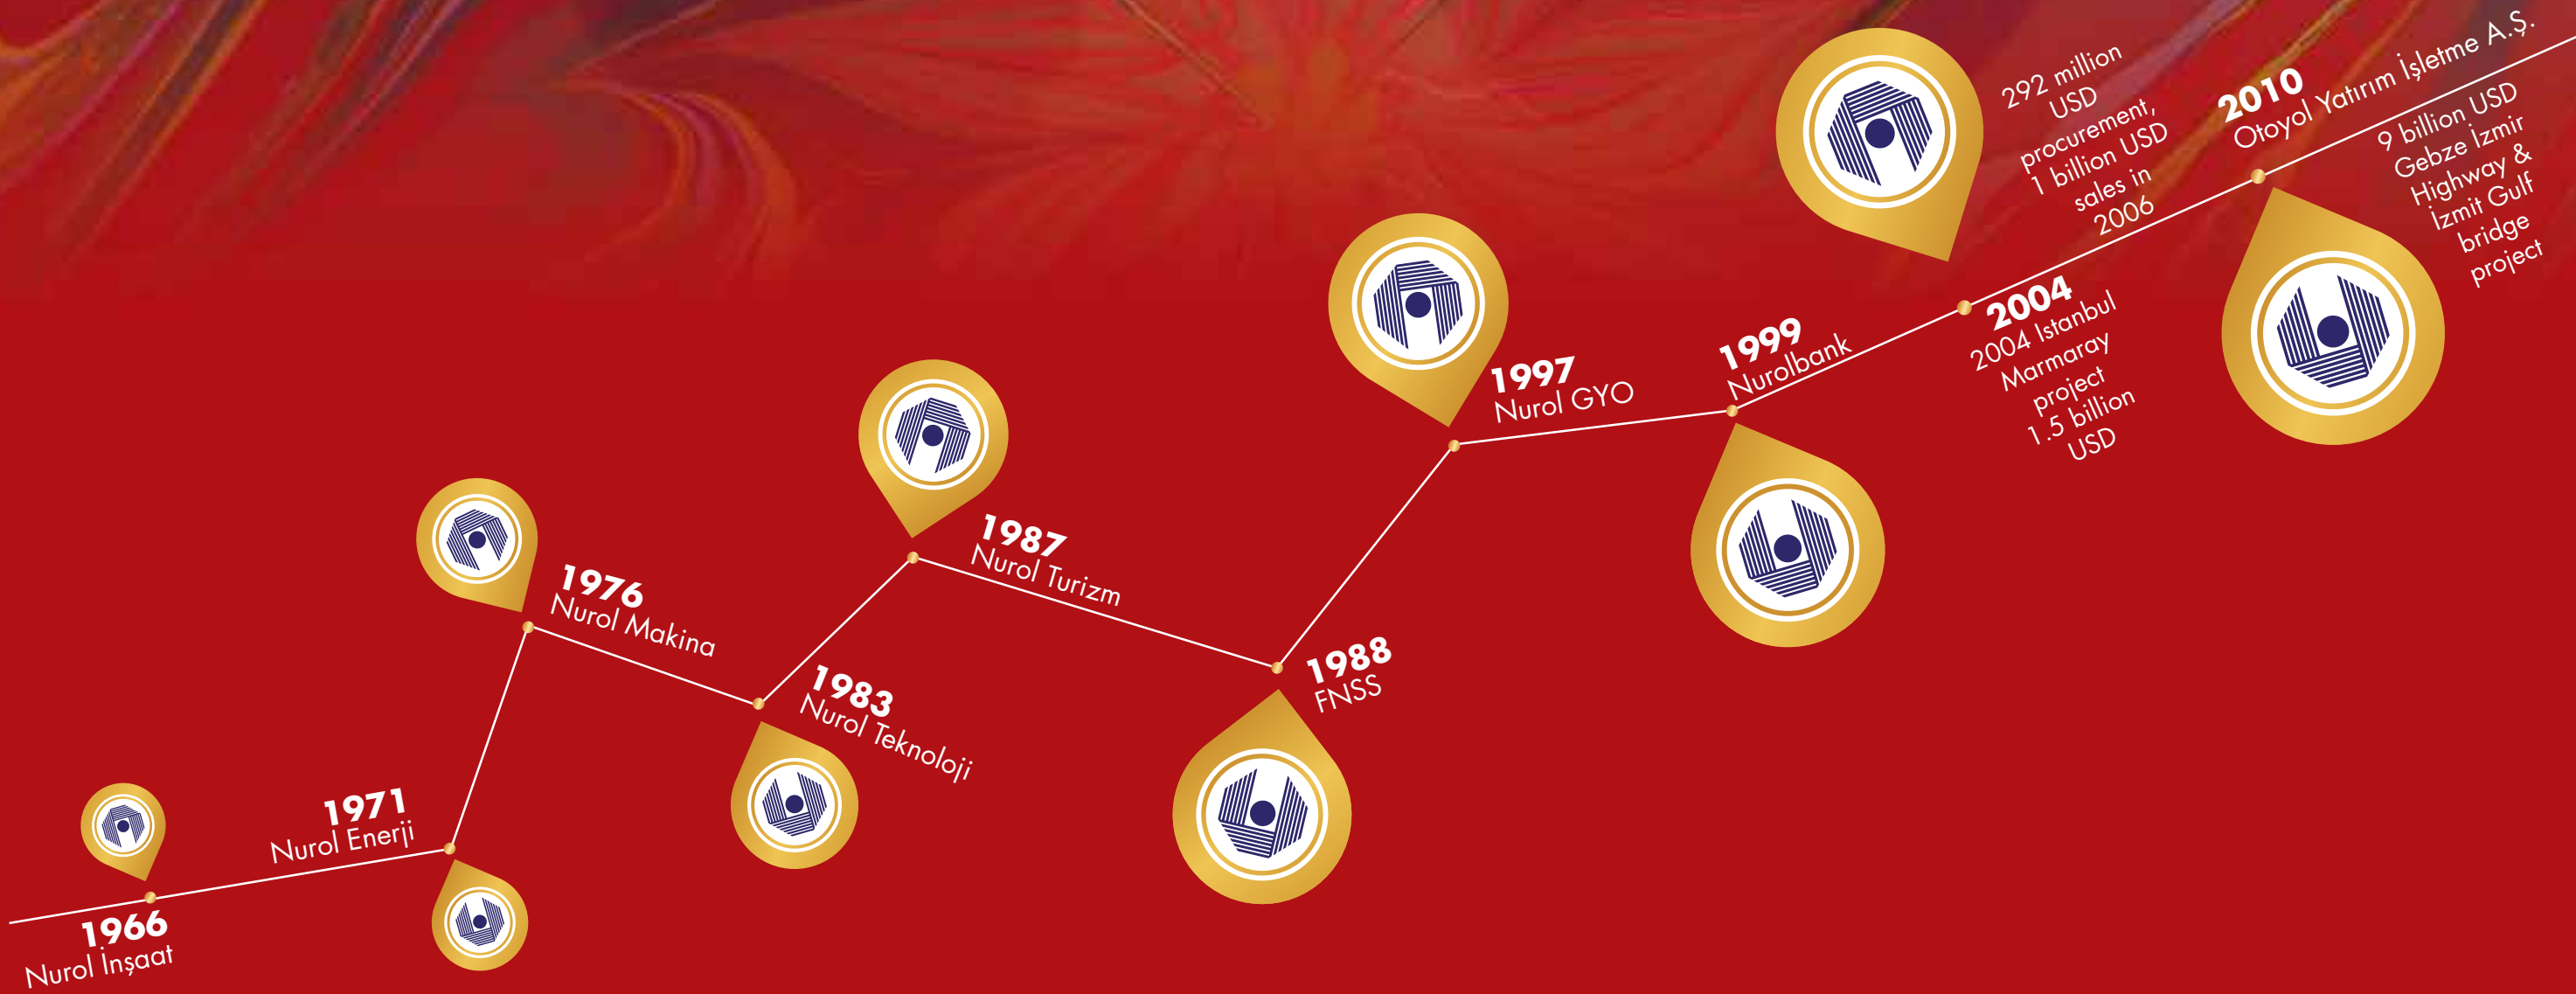 1966
Nurol İnşaat
1971
Nurol Enerji
1976
Nurol Makina
1983
Nurol Teknoloji
1987
Nurol Turizm
1988
FNSS
1997
Nurol GYO
1999
Nurolbank
2004
2004 Istanbul
Marmaray
project
1.5 billion
USD
292 million
USD
procurement,
1 billion USD
sales in
2006
2010
Otoyol Yatırım İşletme A.Ş.
9 billion USD
Gebze İzmir
Highway &
İzmit Gulf
bridge
project